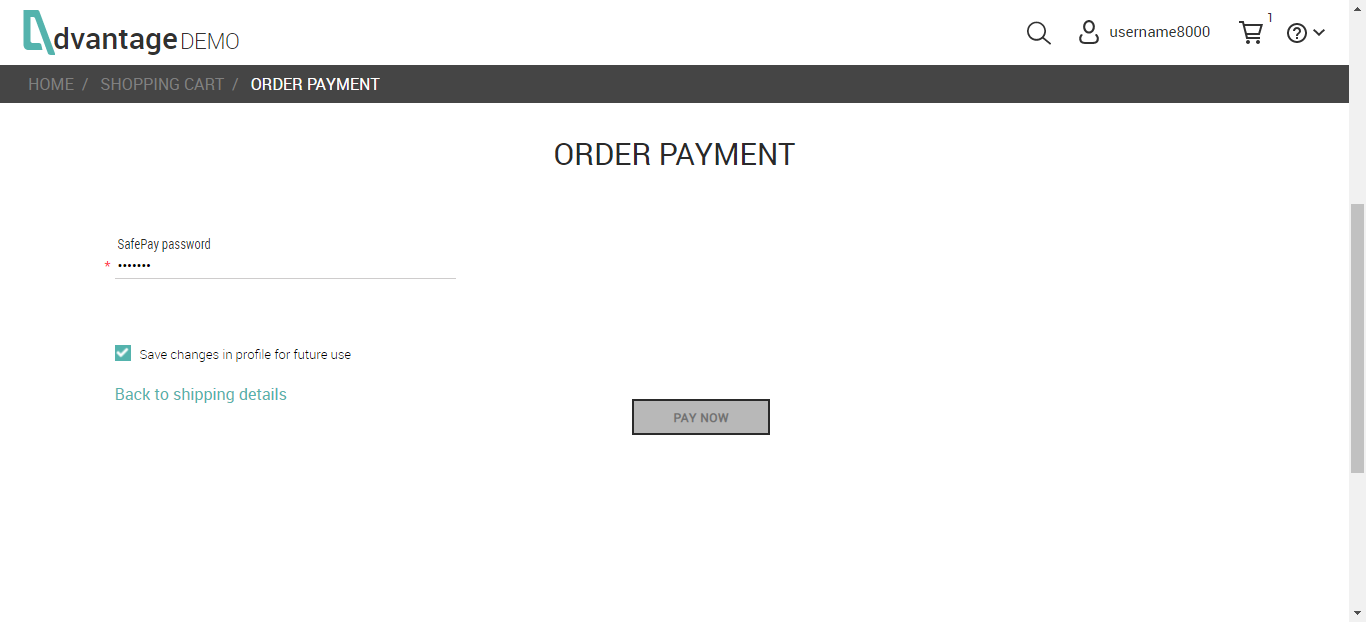 Advantage DEMO
username8000
1
?
HOME / SHOPPING CART / ORDER PAYMENT
ORDER PAYMENT
SafePay password
* •••••••
Save changes in profile for future use
Back to shipping details
PAY NOW